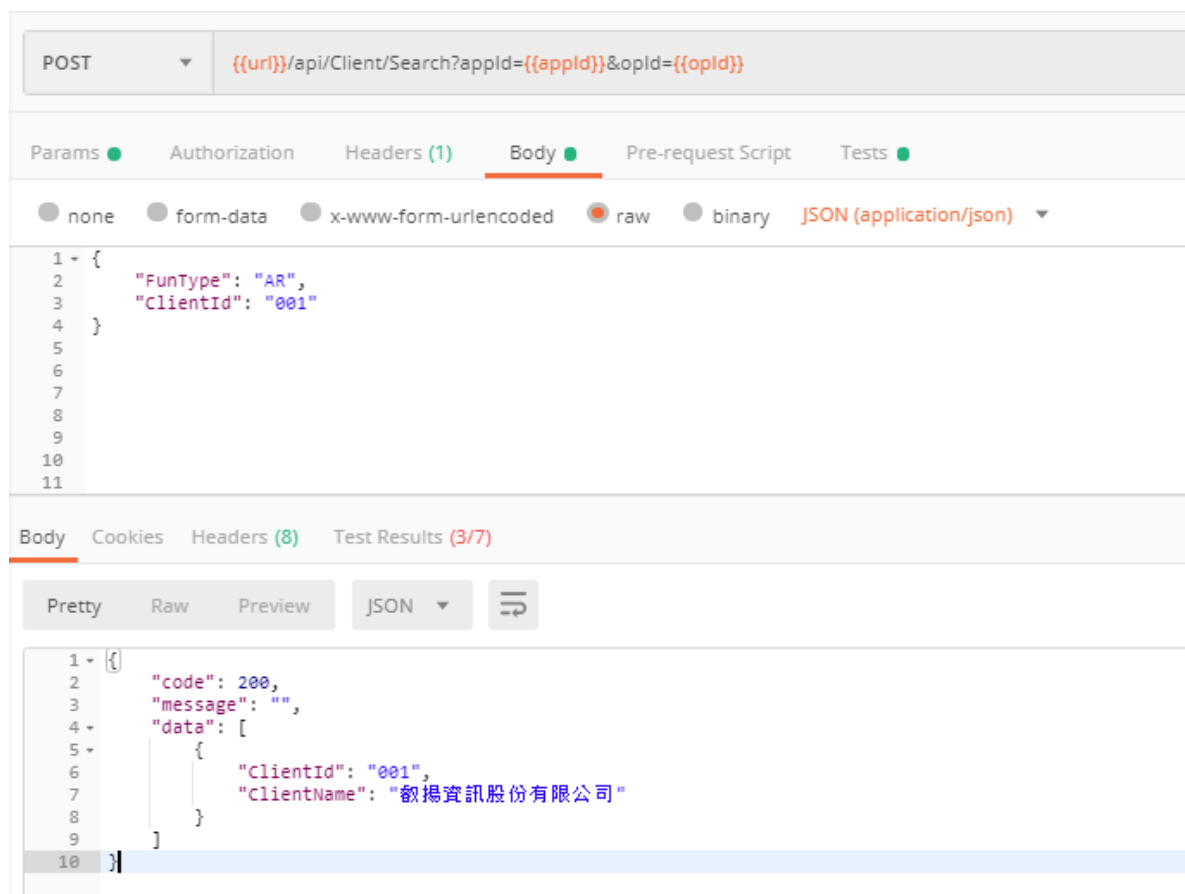 POST {{url}}/api/Client/Search?appId={{appId}}&opId={{opId}}
Params Authorization Headers (1) Body Pre-request Script Tests
none form-data x-www-form-urlencoded raw binary JSON (application/json)
1 {
2 "FunType": "AR",
3 "ClientId": "001"
4 }
5
6
7
8
9
10
11
Body Cookies Headers (8) Test Results (3/7)
Pretty Raw Preview JSON
1 {
2 "code": 200,
3 "message": "",
4 "data": [
5 {
6 "ClientId": "001",
7 "ClientName": "叡揚資訊股份有限公司"
8 }
9 ]
10 }